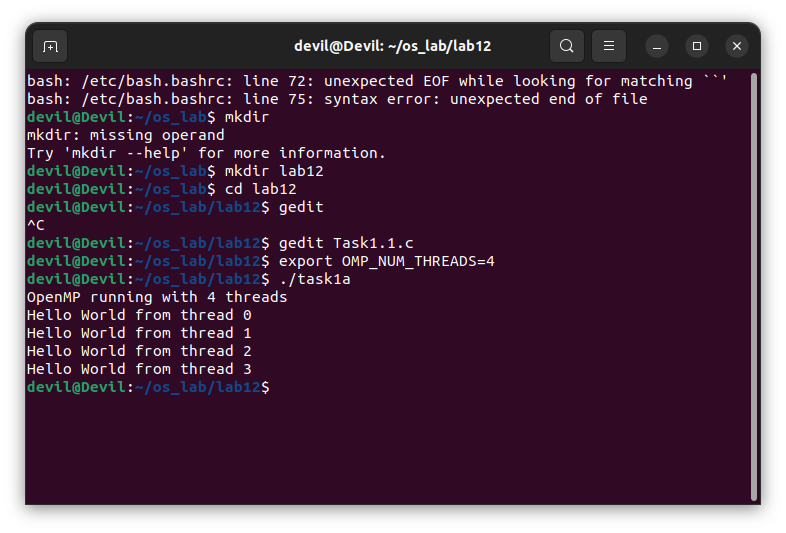 devil@Devil: ~/os_lab/lab12
bash: /etc/bash.bashrc: line 72: unexpected EOF while looking for matching ``'
bash: /etc/bash.bashrc: line 75: syntax error: unexpected end of file
devil@Devil:~/os_lab$ mkdir
mkdir: missing operand
Try 'mkdir --help' for more information.
devil@Devil:~/os_lab$ mkdir lab12
devil@Devil:~/os_lab$ cd lab12
devil@Devil:~/os_lab/lab12$ gedit
^C
devil@Devil:~/os_lab/lab12$ gedit Task1.1.c
devil@Devil:~/os_lab/lab12$ export OMP_NUM_THREADS=4
devil@Devil:~/os_lab/lab12$ ./task1a
OpenMP running with 4 threads
Hello World from thread 0
Hello World from thread 1
Hello World from thread 2
Hello World from thread 3
devil@Devil:~/os_lab/lab12$